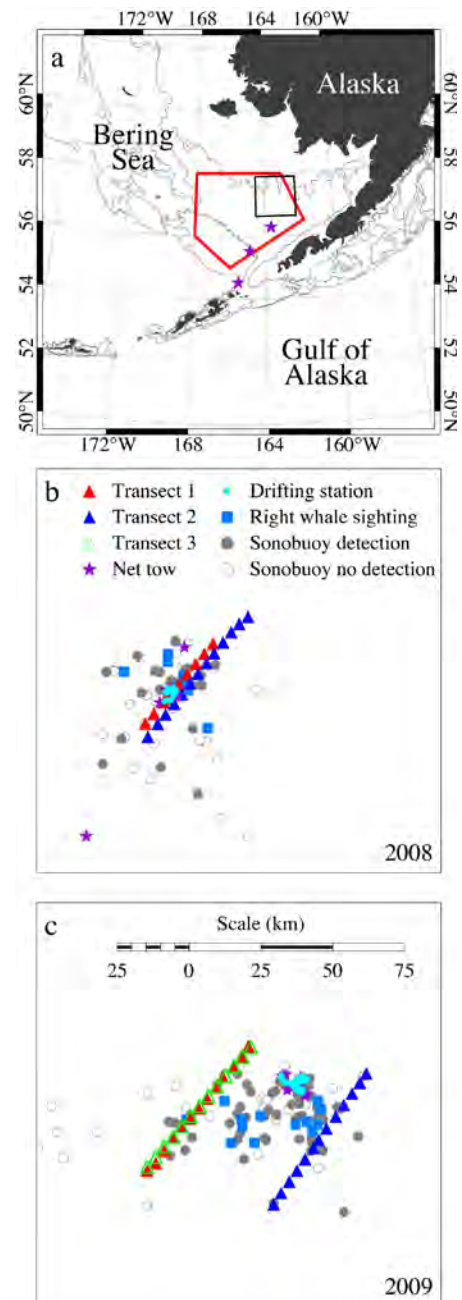 172°W 168 164 160°W
a
Alaska
Bering
Sea
Gulf of
Alaska
60°N
58
56
54
52
50°N
60°N
58
56
54
52
50°N
172°W 168 164 160°W
b
Transect 1
Transect 2
Transect 3
Net tow
Drifting station
Right whale sighting
Sonobuoy detection
Sonobuoy no detection
2008
c
Scale (km)
25 0 25 50 75
2009